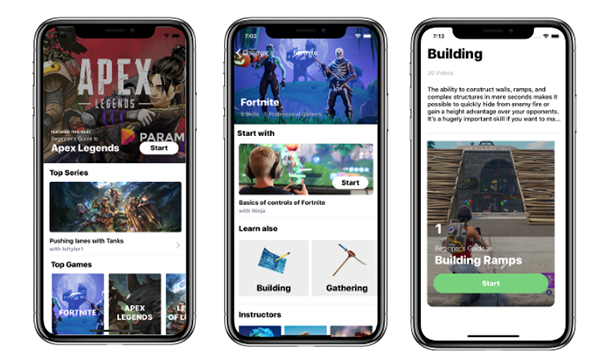 APEX
LEGENDS
PARAM
FEATURED THIS WEEK
Beginner's Guide to
Apex Legends
Start
Top Series
Pushing lanes with Tanks
Top Games
FORTNITE
APEX
LEGENDS
7:02
Discover
Fortnite
Fortnite
5 Skills
Professional Gamers
Start with
Start
Basics of controls of Fortnite
with Ninja
Learn also
Building
Gathering
Instructors
7:13
Building
20 Videos
The ability to construct walls, ramps, and
complex structures in mere seconds makes it
possible to quickly hide from enemy fire or
gain a height advantage over your opponents.
It's a hugely important skill if you want to ma...
1
Beginner's Guide to
Building Ramps
Start